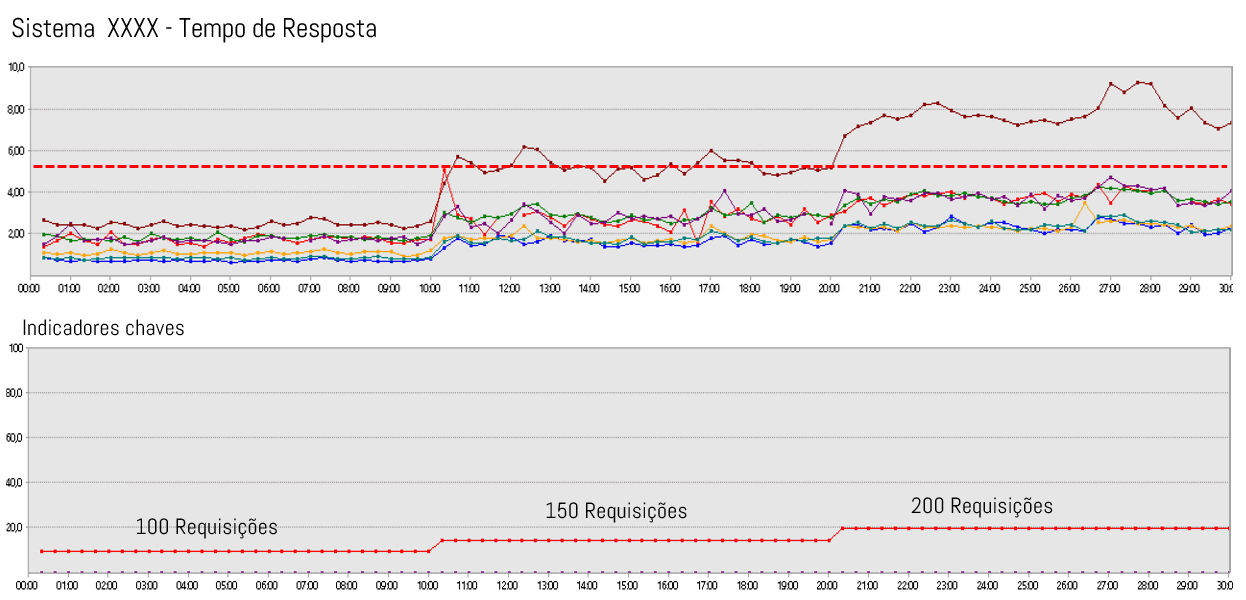 Sistema XXXX - Tempo de Resposta
10,0
8,00
6,00
4,00
2,00
00:00 01:00 02:00 03:00 04:00 05:00 06:00 07:00 08:00 09:00 10:00 11:00 12:00 13:00 14:00 15:00 16:00 17:00 18:00 19:00 20:00 21:00 22:00 23:00 24:00 25:00 26:00 27:00 28:00 29:00 30:0
Indicadores chaves
100
80,0
60,0
40,0
20,0
100 Requisições
150 Requisições
200 Requisições
00:00 01:00 02:00 03:00 04:00 05:00 06:00 07:00 08:00 09:00 10:00 11:00 12:00 13:00 14:00 15:00 16:00 17:00 18:00 19:00 20:00 21:00 22:00 23:00 24:00 25:00 26:00 27:00 28:00 29:00 30:0